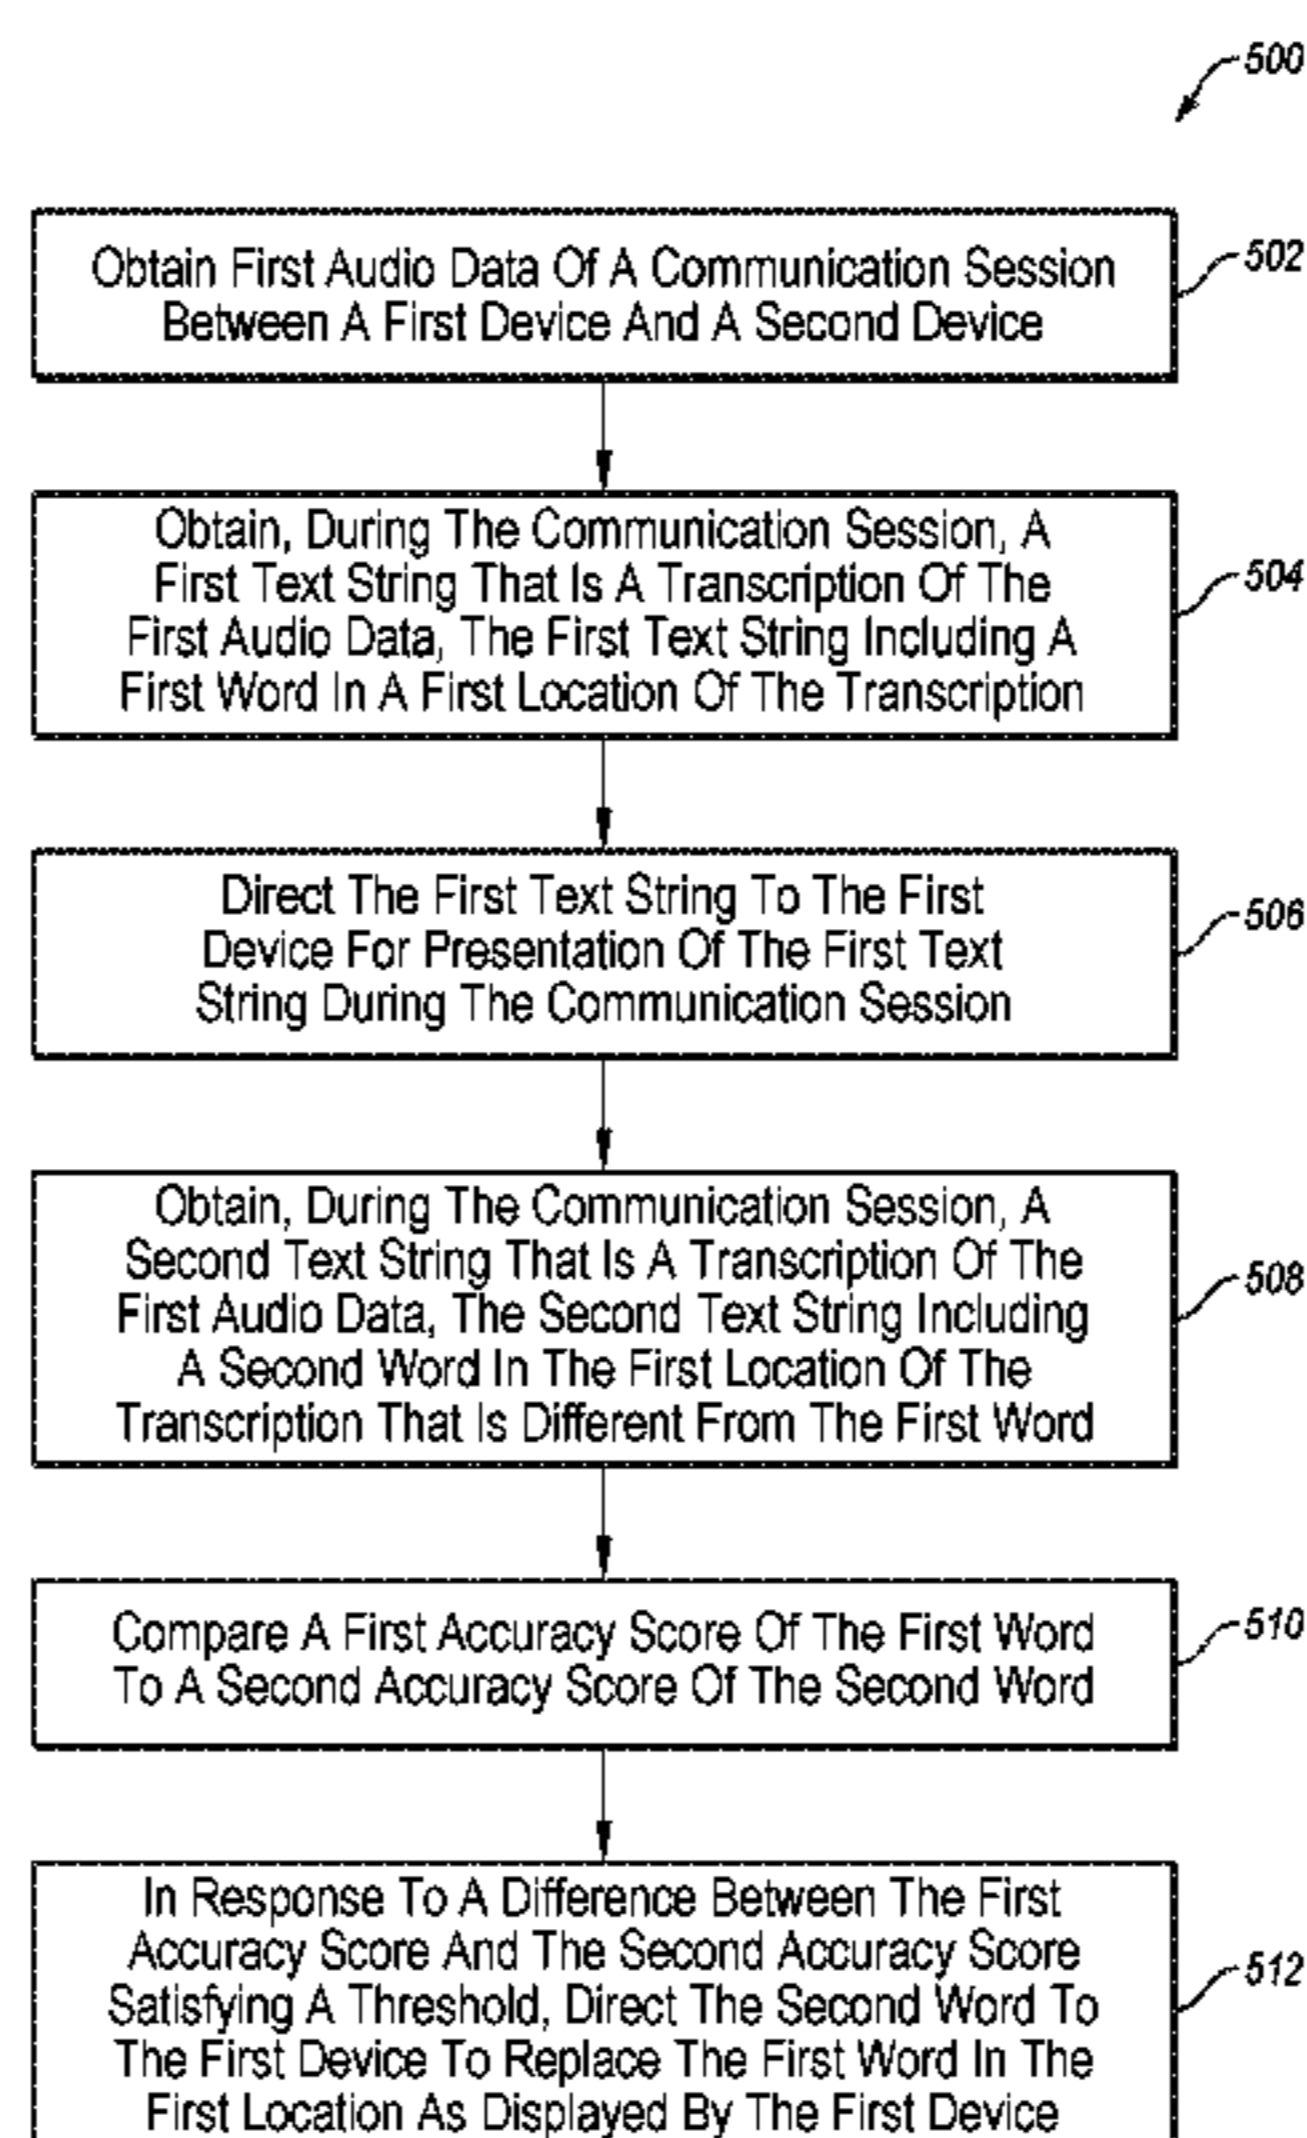 500
Obtain First Audio Data Of A Communication Session
Between A First Device And A Second Device
502
Obtain, During The Communication Session, A
First Text String That Is A Transcription Of The
First Audio Data, The First Text String Including A
First Word In A First Location Of The Transcription
504
Direct The First Text String To The First
Device For Presentation Of The First Text
String During The Communication Session
506
Obtain, During The Communication Session, A
Second Text String That Is A Transcription Of The
First Audio Data, The Second Text String Including
A Second Word In The First Location Of The
Transcription That Is Different From The First Word
508
Compare A First Accuracy Score Of The First Word
To A Second Accuracy Score Of The Second Word
510
In Response To A Difference Between The First
Accuracy Score And The Second Accuracy Score
Satisfying A Threshold, Direct The Second Word To
The First Device To Replace The First Word In The
First Location As Displayed By The First Device
512